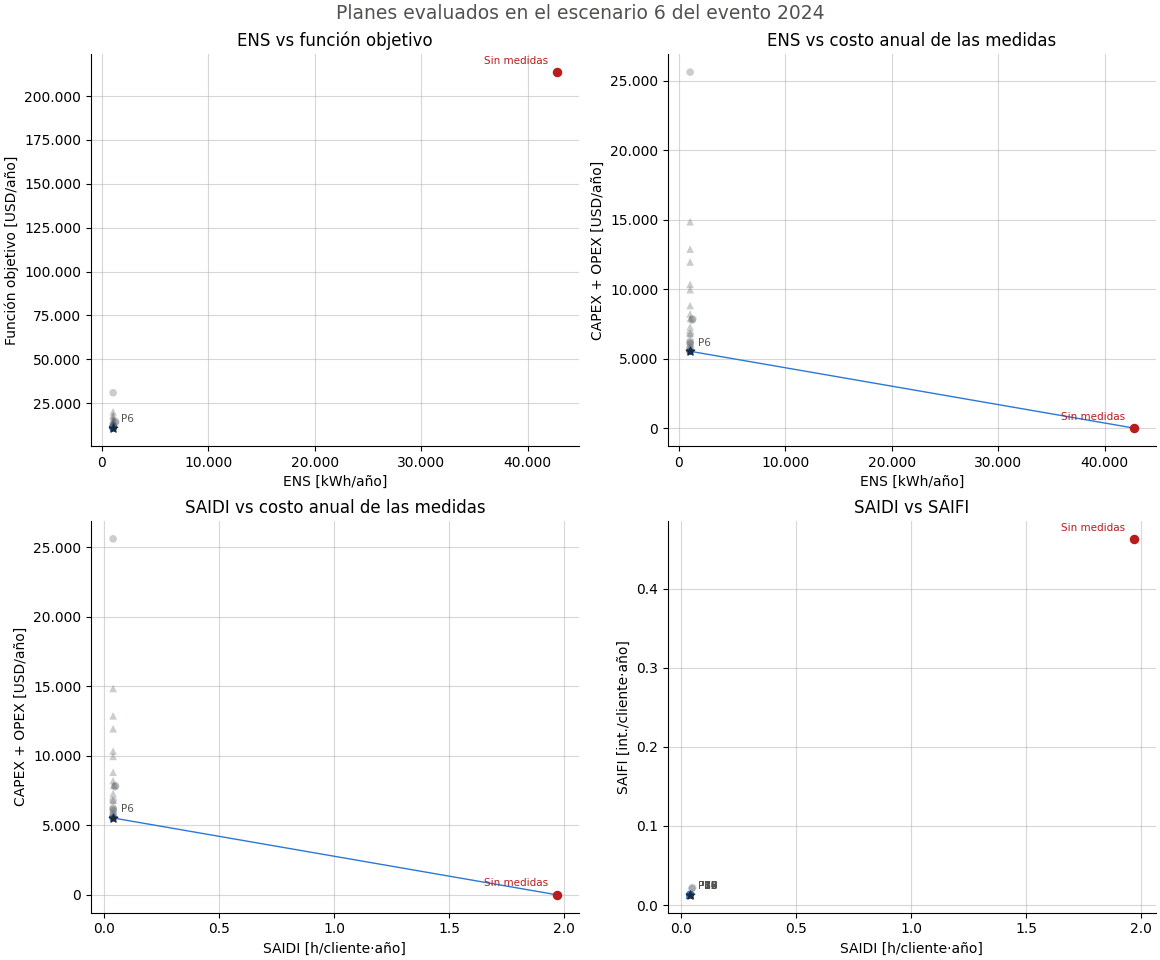 Planes evaluados en el escenario 6 del evento 2024
ENS vs función objetivo
Sin medidas
200.000
175.000
150.000
125.000
100.000
75.000
50.000
25.000
P6
Función objetivo [USD/año]
0
10.000
20.000
30.000
40.000
ENS [kWh/año]
ENS vs costo anual de las medidas
25.000
20.000
15.000
10.000
5.000
0
P6
Sin medidas
CAPEX + OPEX [USD/año]
0
10.000
20.000
30.000
40.000
ENS [kWh/año]
SAIDI vs costo anual de las medidas
25.000
20.000
15.000
10.000
5.000
0
P6
Sin medidas
CAPEX + OPEX [USD/año]
0.0
0.5
1.0
1.5
2.0
SAIDI [h/cliente·año]
SAIDI vs SAIFI
Sin medidas
0.4
0.3
0.2
0.1
0.0
SAIFI [int./cliente·año]
0.0
0.5
1.0
1.5
2.0
SAIDI [h/cliente·año]